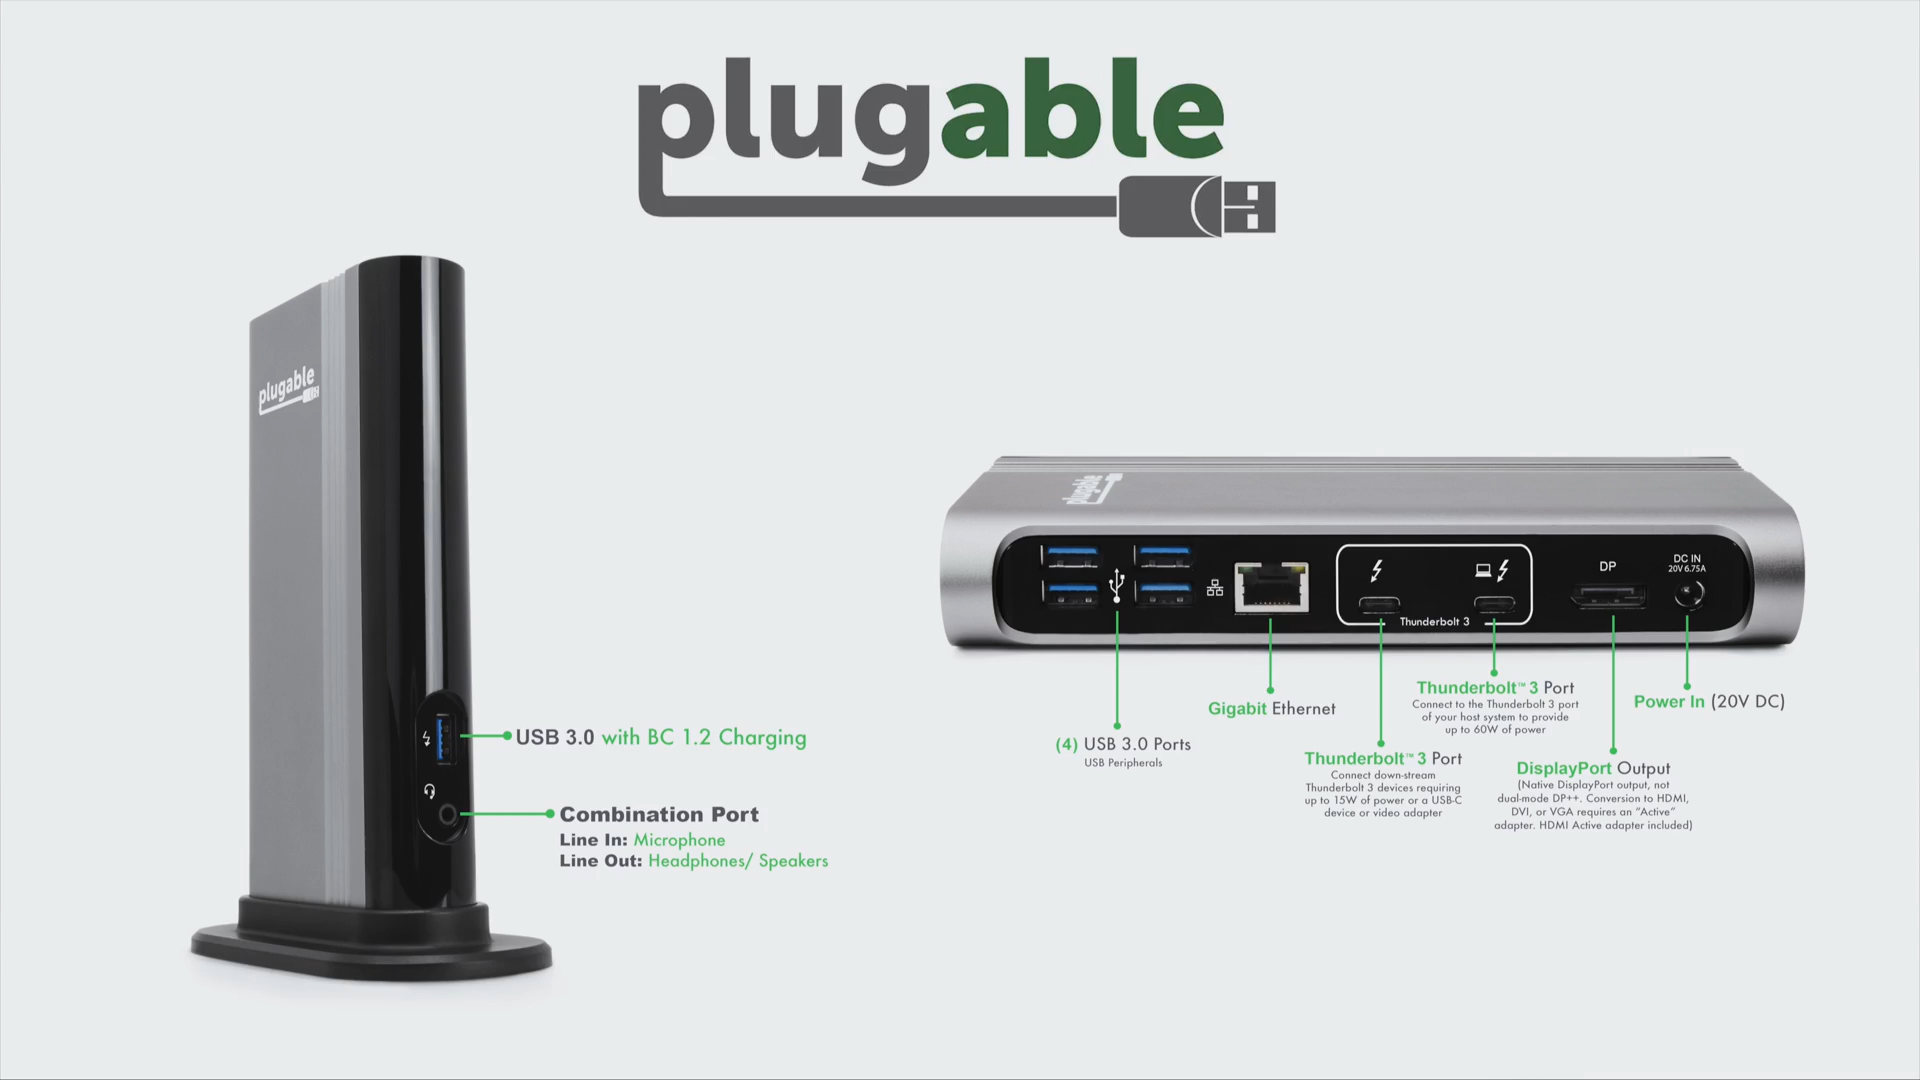 plugable
plugable
USB 3.0 with BC 1.2 Charging
Combination Port
Line In: Microphone
Line Out: Headphones/ Speakers
plugable
DP
DC IN
20V 6.75A
Thunderbolt 3
(4) USB 3.0 Ports
USB Peripherals
Gigabit Ethernet
Thunderbolt™ 3 Port
Connect down-stream
Thunderbolt 3 devices requiring
up to 15W of power or a USB-C
device or video adapter
Thunderbolt™ 3 Port
Connect to the Thunderbolt 3 port
of your host system to provide
up to 60W of power
DisplayPort Output
(Native DisplayPort output, not
dual-mode DP++. Conversion to HDMI,
DVI, or VGA requires an "Active"
adapter. HDMI Active adapter included)
Power In (20V DC)